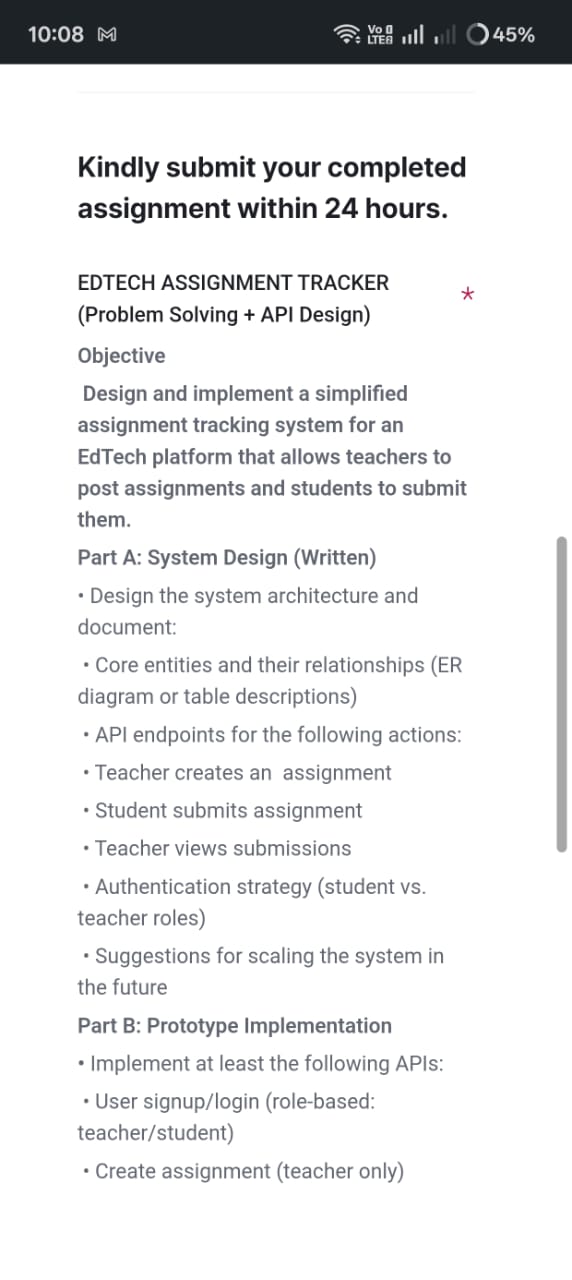 10:08 M Vo LTE 45%
Kindly submit your completed
assignment within 24 hours.
EDTECH ASSIGNMENT TRACKER *
(Problem Solving + API Design)
Objective
Design and implement a simplified
assignment tracking system for an
EdTech platform that allows teachers to
post assignments and students to submit
them.
Part A: System Design (Written)
• Design the system architecture and
document:
• Core entities and their relationships (ER
diagram or table descriptions)
• API endpoints for the following actions:
• Teacher creates an  assignment
• Student submits assignment
• Teacher views submissions
• Authentication strategy (student vs.
teacher roles)
• Suggestions for scaling the system in
the future
Part B: Prototype Implementation
• Implement at least the following APIs:
• User signup/login (role-based:
teacher/student)
• Create assignment (teacher only)